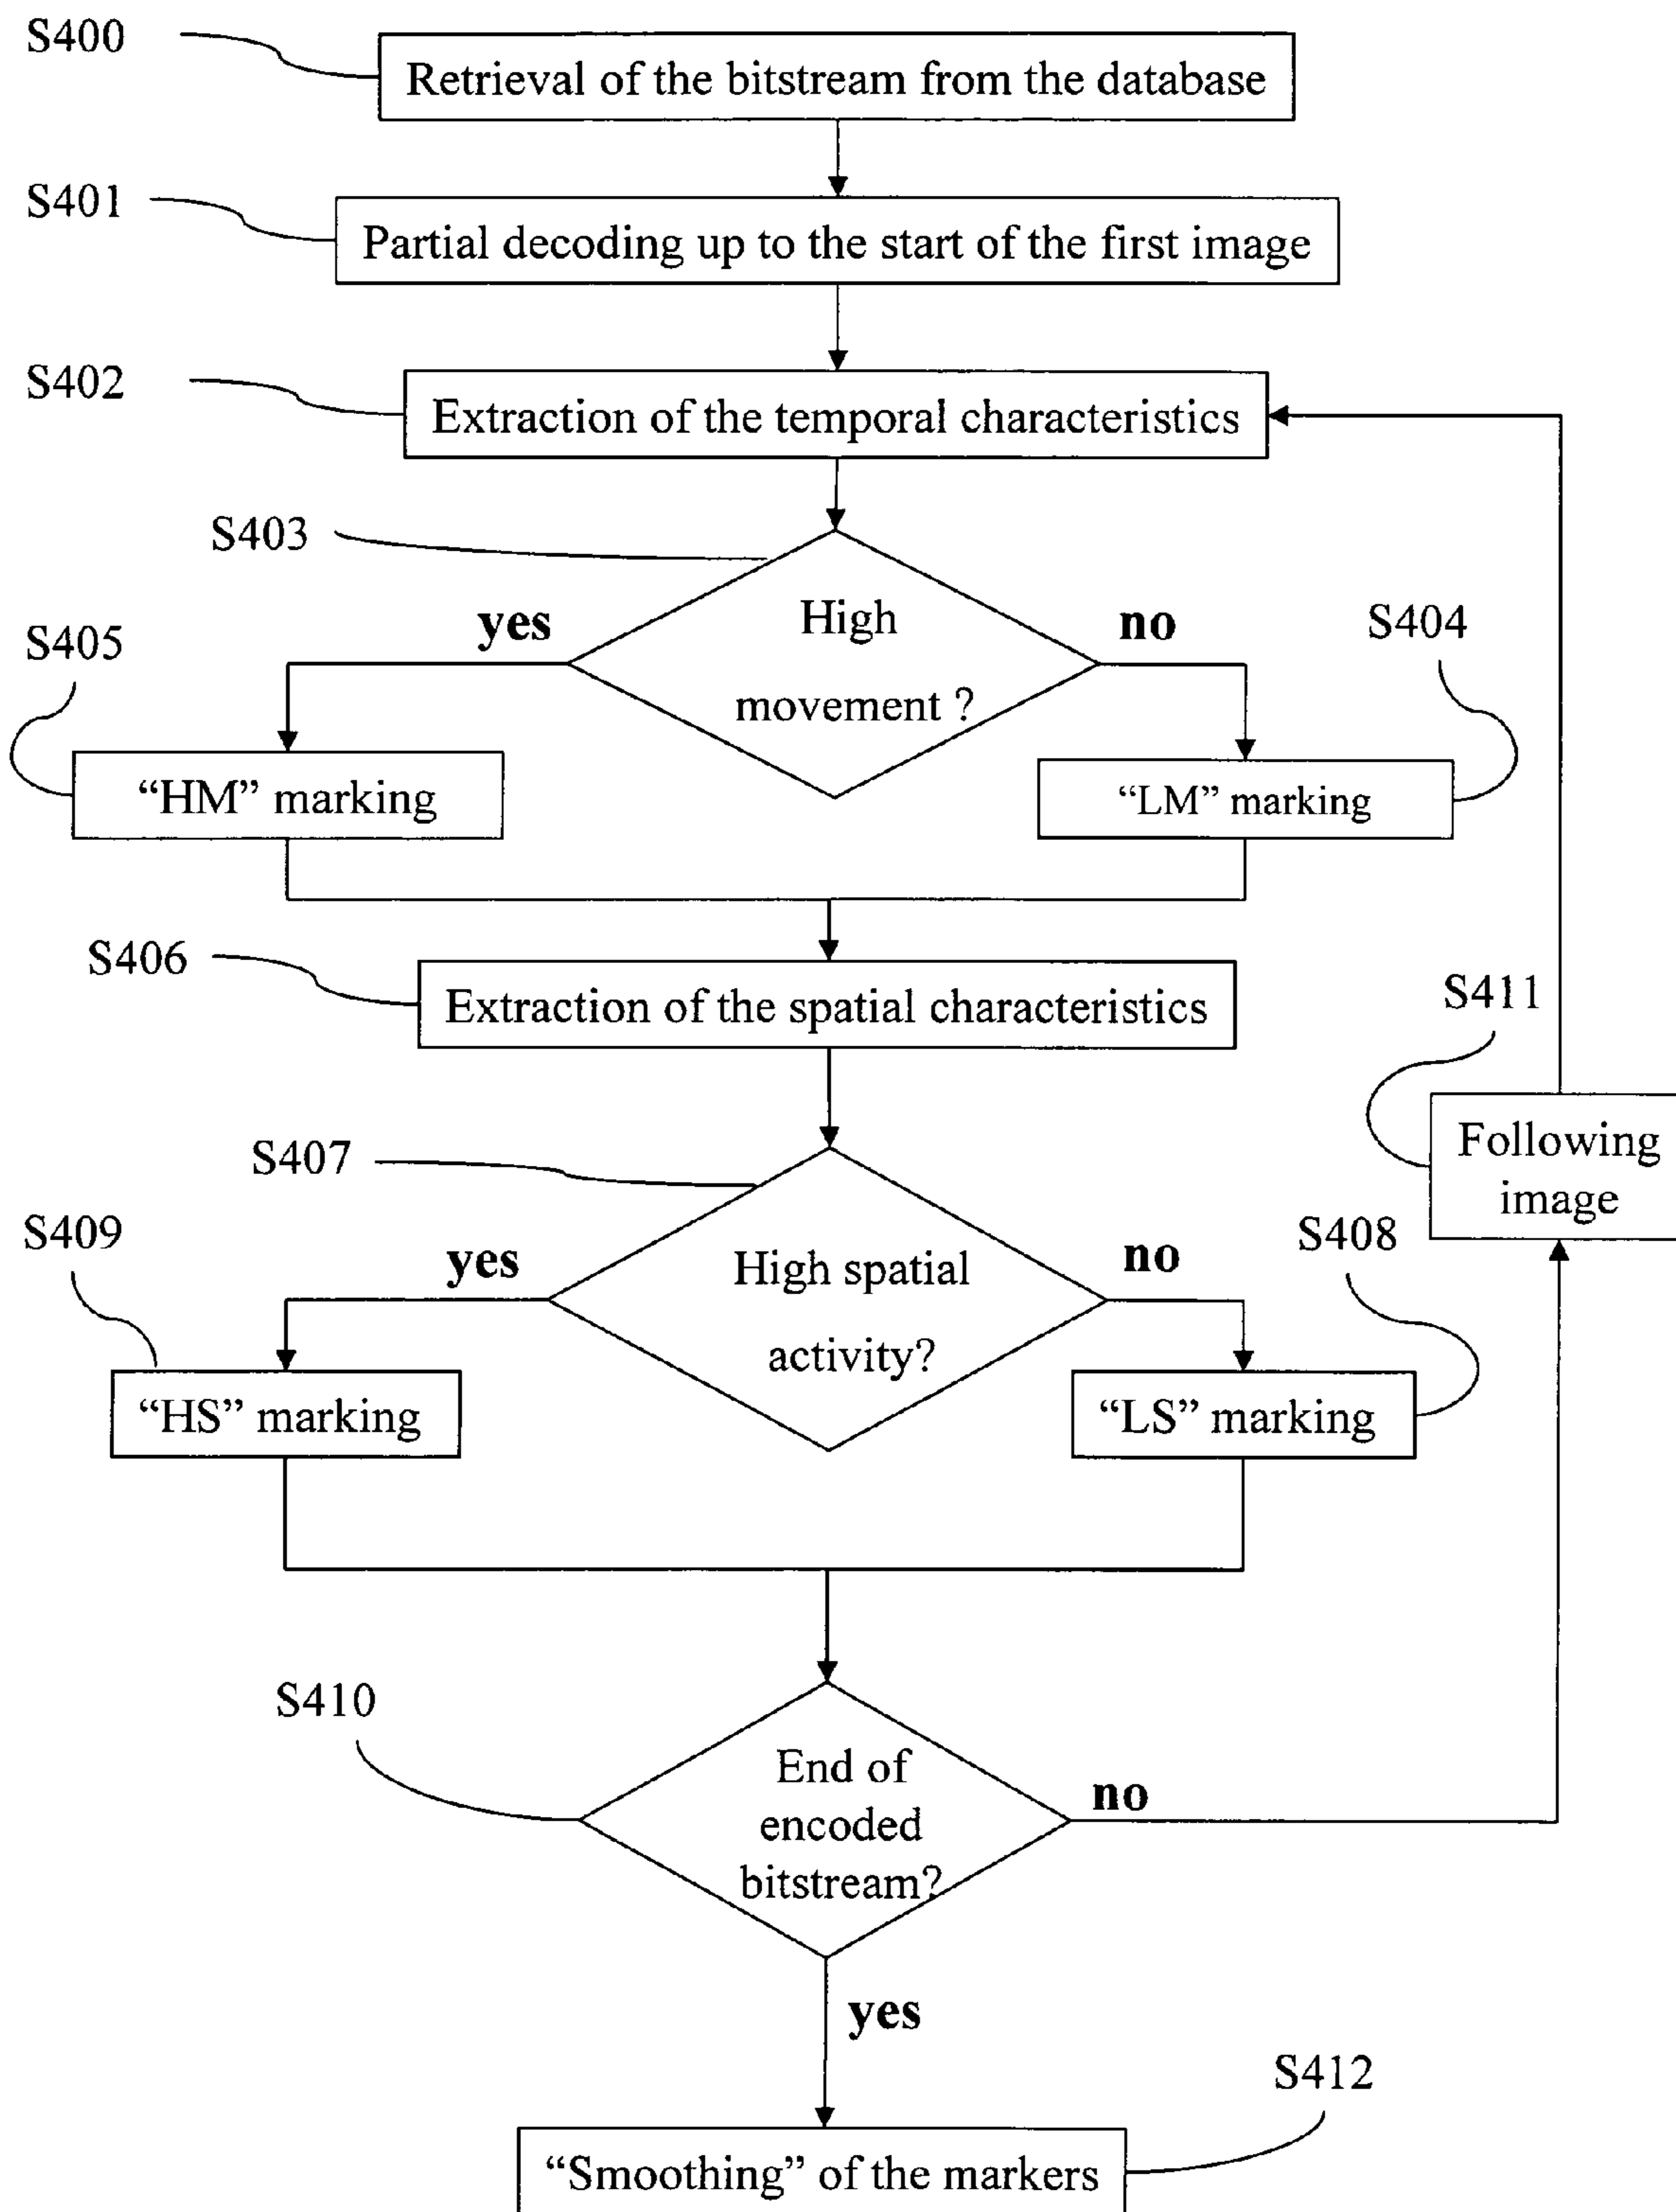 S400
Retrieval of the bitstream from the database
S401
Partial decoding up to the start of the first image
S402
Extraction of the temporal characteristics
S403
High
movement ?
yes
no
S405
S404
“HM” marking
“LM” marking
S406
Extraction of the spatial characteristics
S411
Following
image
S407
High spatial
activity?
yes
no
S409
S408
“HS” marking
“LS” marking
S410
End of
encoded
bitstream?
no
yes
S412
“Smoothing” of the markers